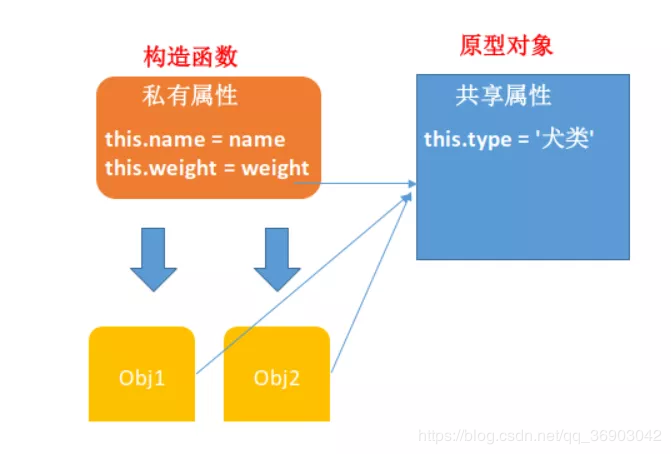 构造函数
原型对象
私有属性
this.name = name
this.weight = weight
共享属性
this.type = '犬类'
Obj1
Obj2
https://blog.csdn.net/qq_36903042